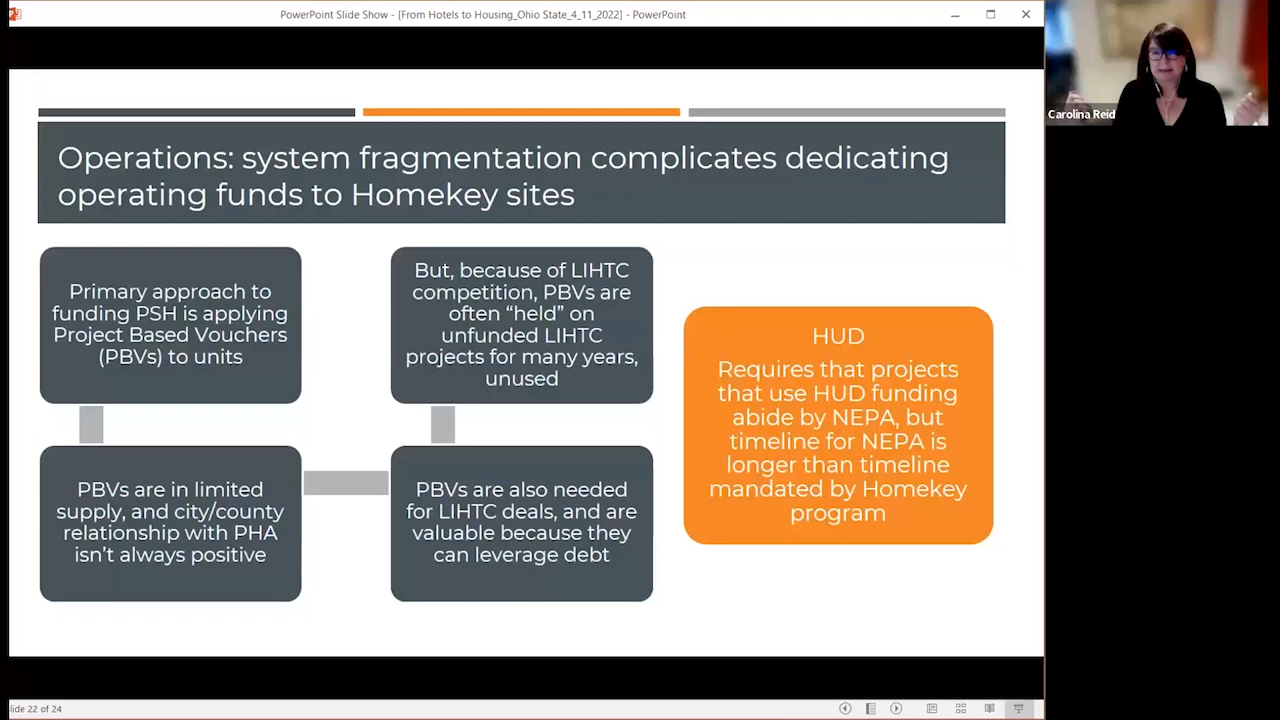 PowerPoint Slide Show - [From Hotels to Housing_Ohio State_4_11_2022] - PowerPoint
Carolina Reid
Operations: system fragmentation complicates dedicating
operating funds to Homekey sites
Primary approach to
funding PSH is applying
Project Based Vouchers
(PBVs) to units
PBVs are in limited
supply, and city/county
relationship with PHA
isn't always positive
PBVs are also needed
for LIHTC deals, and are
valuable because they
can leverage debt
But, because of LIHTC
competition, PBVs are
often “held” on
unfunded LIHTC
projects for many years,
unused
HUD
Requires that projects
that use HUD funding
abide by NEPA, but
timeline for NEPA is
longer than timeline
mandated by Homekey
program
lide 22 of 24